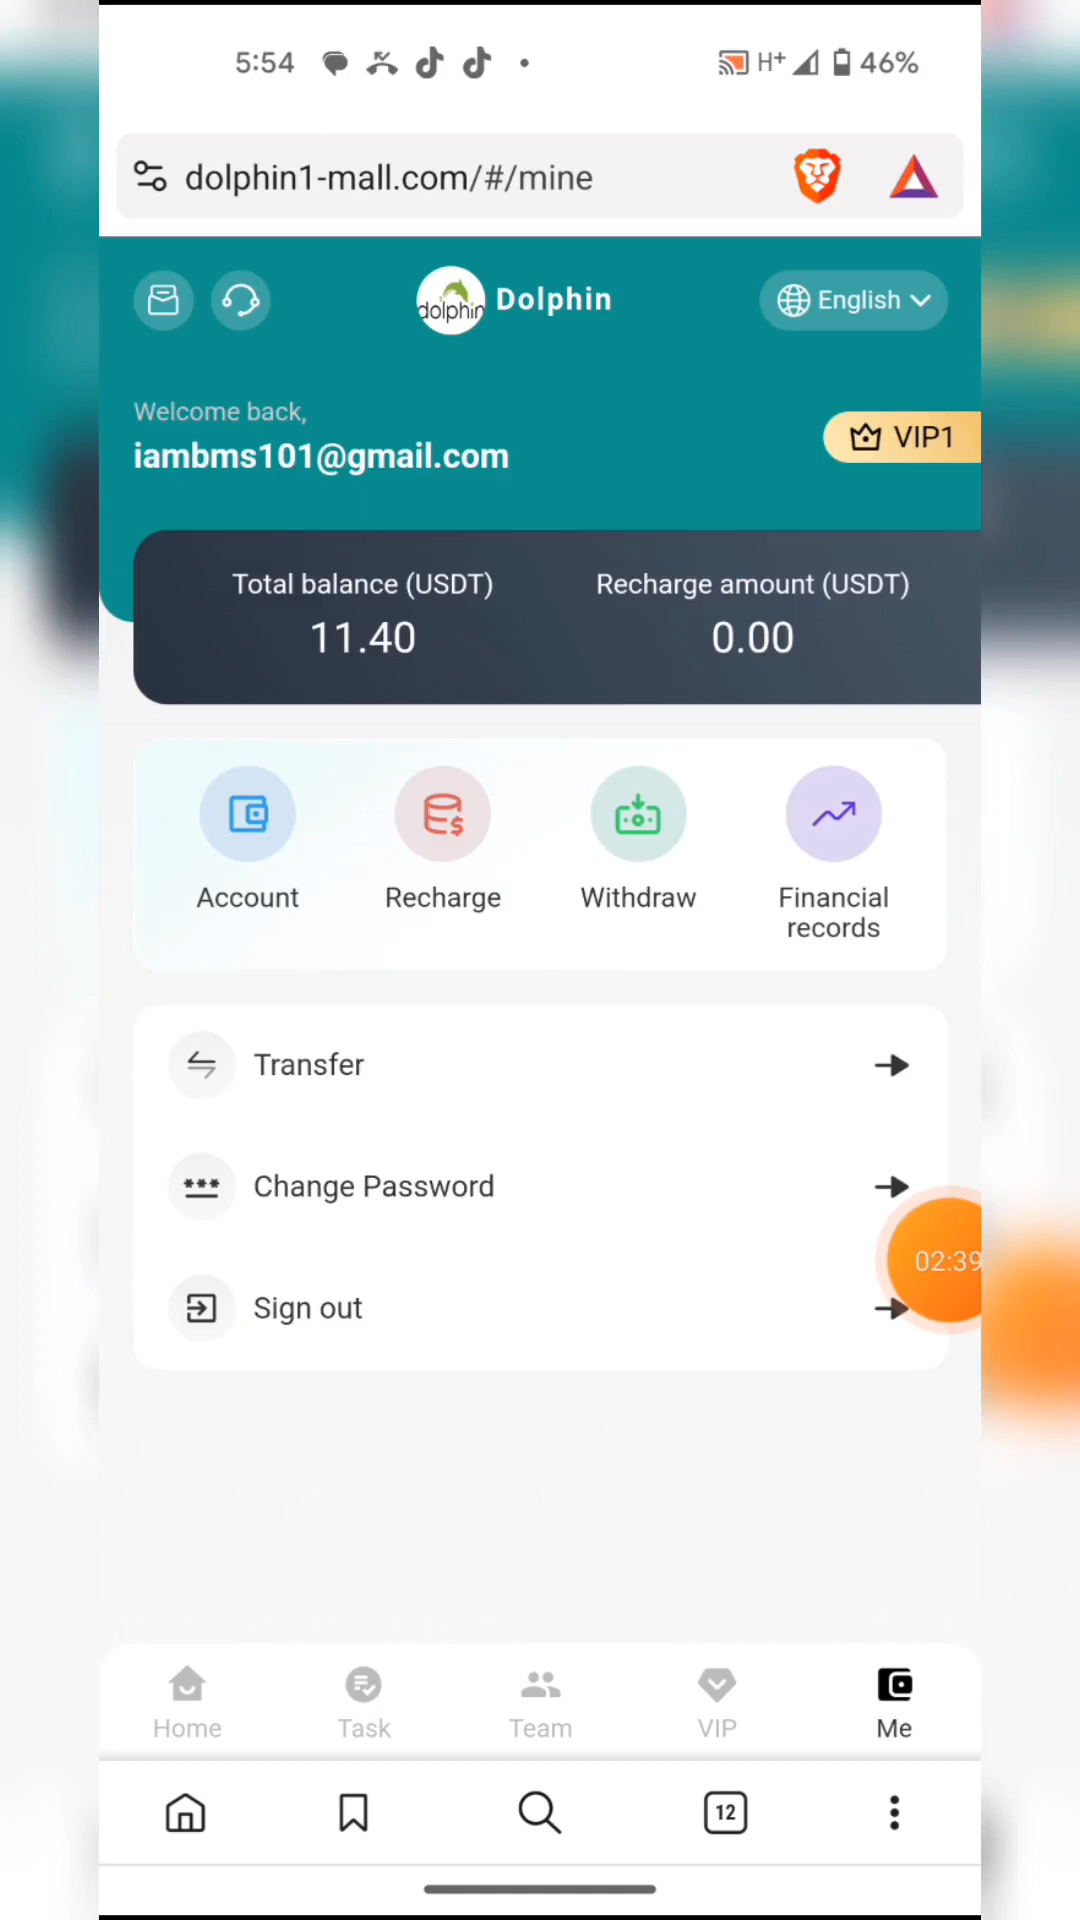 5:54 H+ 46%
dolphin1-mall.com/#/mine
dolphin Dolphin English
Welcome back,
iambms101@gmail.com
VIP1
Total balance (USDT) Recharge amount (USDT)
11.40 0.00
Account Recharge Withdraw Financial records
Transfer
Change Password
02:39
Sign out
Home Task Team VIP Me
12